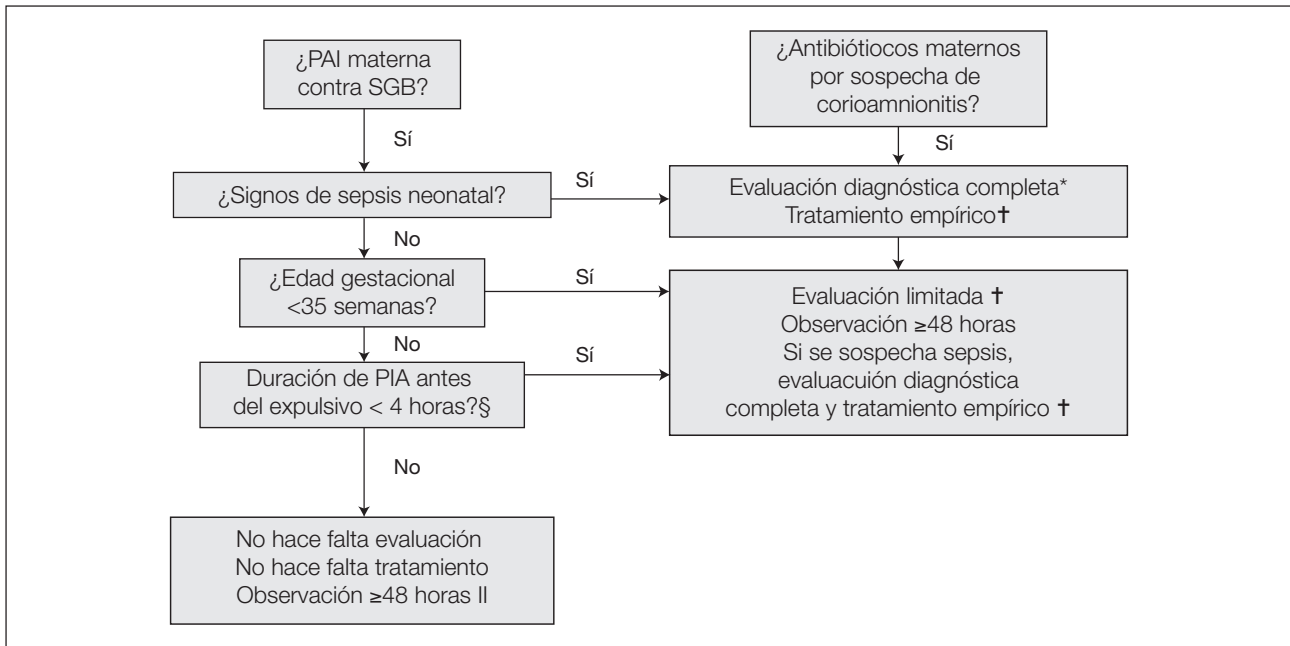 ¿PAI materna
contra SGB?
¿Antibiótiocos maternos
por sospecha de
corioamnionitis?
Sí
Sí
¿Signos de sepsis neonatal?
Sí
Evaluación diagnóstica completa*
Tratamiento empírico✝
No
¿Edad gestacional
<35 semanas?
Sí
Evaluación limitada ✝
Observación ≥48 horas
Si se sospecha sepsis,
evaluacuión diagnóstica
completa y tratamiento empírico ✝
No
Duración de PIA antes
del expulsivo < 4 horas?§
Sí
No
No hace falta evaluación
No hace falta tratamiento
Observación ≥48 horas II